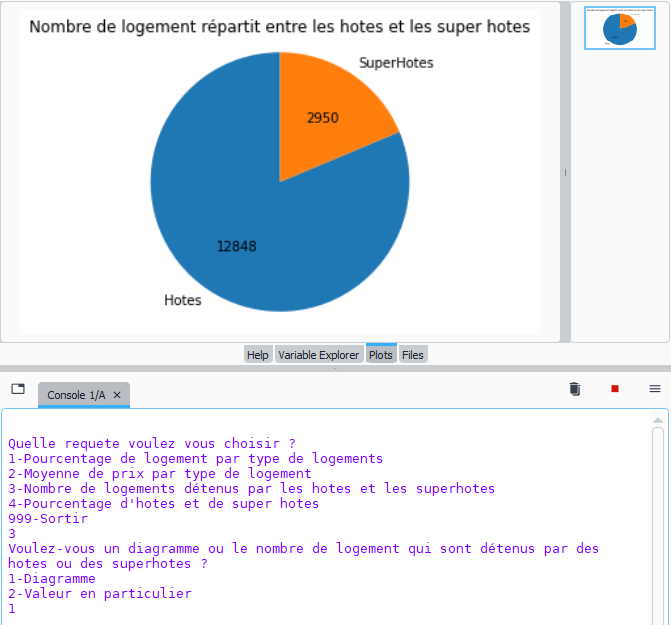 Nombre de logement répartit entre les hotes et les super hotes
SuperHotes
2950
12848
Hotes
Help Variable Explorer Plots Files
Console 1/A
Quelle requete voulez vous choisir ?
1-Pourcentage de logement par type de logements
2-Moyenne de prix par type de logement
3-Nombre de logements détenus par les hotes et les superhotes
4-Pourcentage d'hotes et de super hotes
999-Sortir
3
Voulez-vous un diagramme ou le nombre de logement qui sont détenus par des
hotes ou des superhotes ?
1-Diagramme
2-Valeur en particulier
1